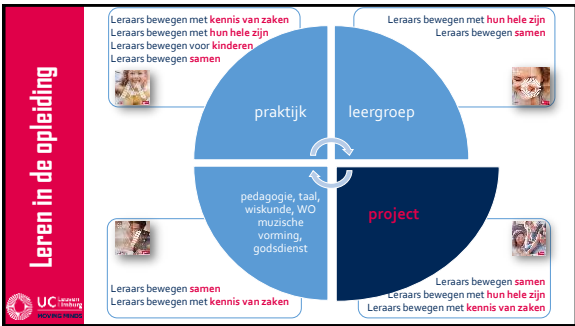 Leren in de opleiding
Leraars bewegen met kennis van zaken
Leraars bewegen met hun hele zijn
Leraars bewegen voor kinderen
Leraars bewegen samen
Leraars bewegen met hun hele zijn
Leraars bewegen samen
praktijk
leergroep
pedagogie, taal,
wiskunde, WO
muzische
vorming,
godsdienst
project
Leraars bewegen samen
Leraars bewegen met kennis van zaken
Leraars bewegen samen
Leraars bewegen met hun hele zijn
Leraars bewegen met kennis van zaken
UC Leuven
Limburg
MOVING MINDS